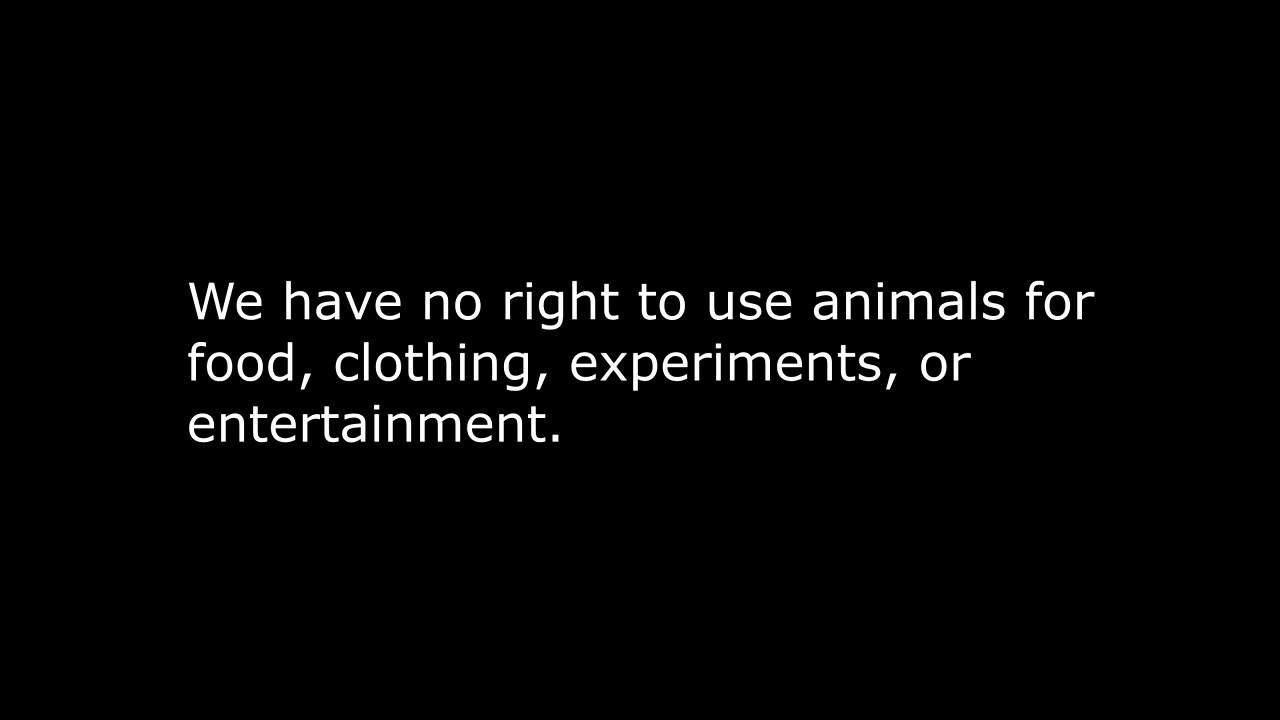 We have no right to use animals for
food, clothing, experiments, or
entertainment.